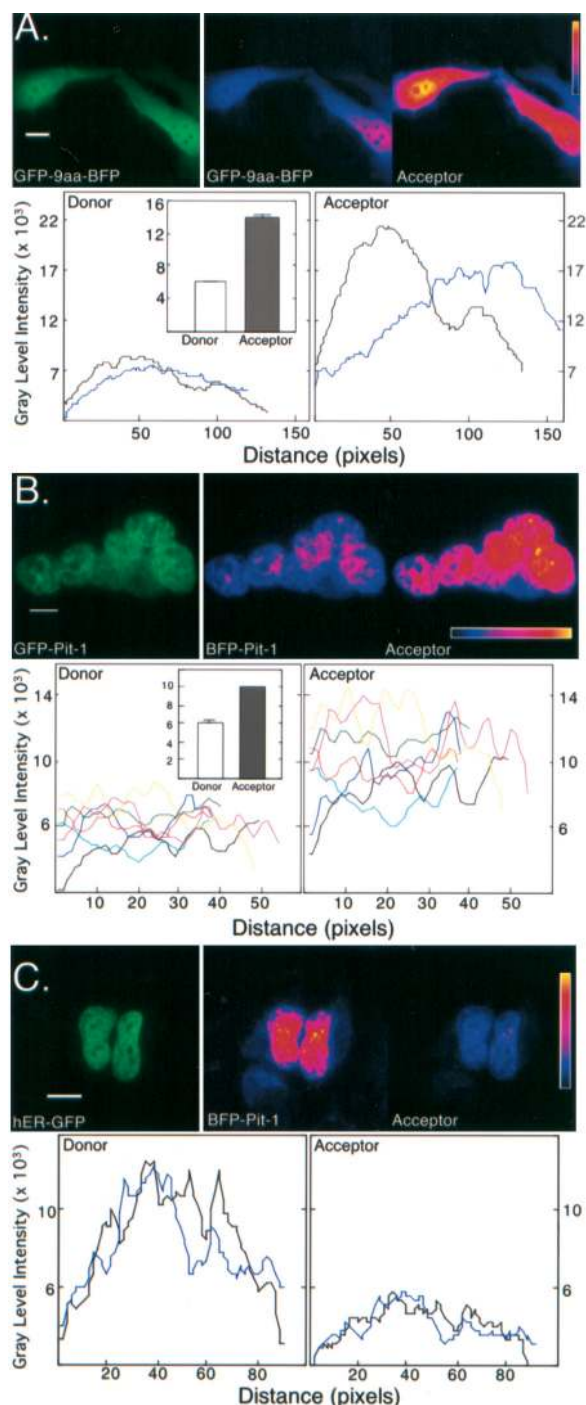 A.
GFP-9aa-BFP
GFP-9aa-BFP
Acceptor
Donor
Acceptor
16
12
8
4
Donor Acceptor
22
17
12
7
22
17
12
7
50 100 150
50 100 150
Gray Level Intensity (x 10³)
Distance (pixels)
B.
GFP-Pit-1
BFP-Pit-1
Acceptor
Donor
Acceptor
10
8
6
4
2
Donor Acceptor
14
10
6
14
10
6
10 20 30 40 50
10 20 30 40 50
Gray Level Intensity (x 10³)
Distance (pixels)
C.
hER-GFP
BFP-Pit-1
Acceptor
Donor
Acceptor
10
6
10
6
20 40 60 80
20 40 60 80
Gray Level Intensity (x 10³)
Distance (pixels)